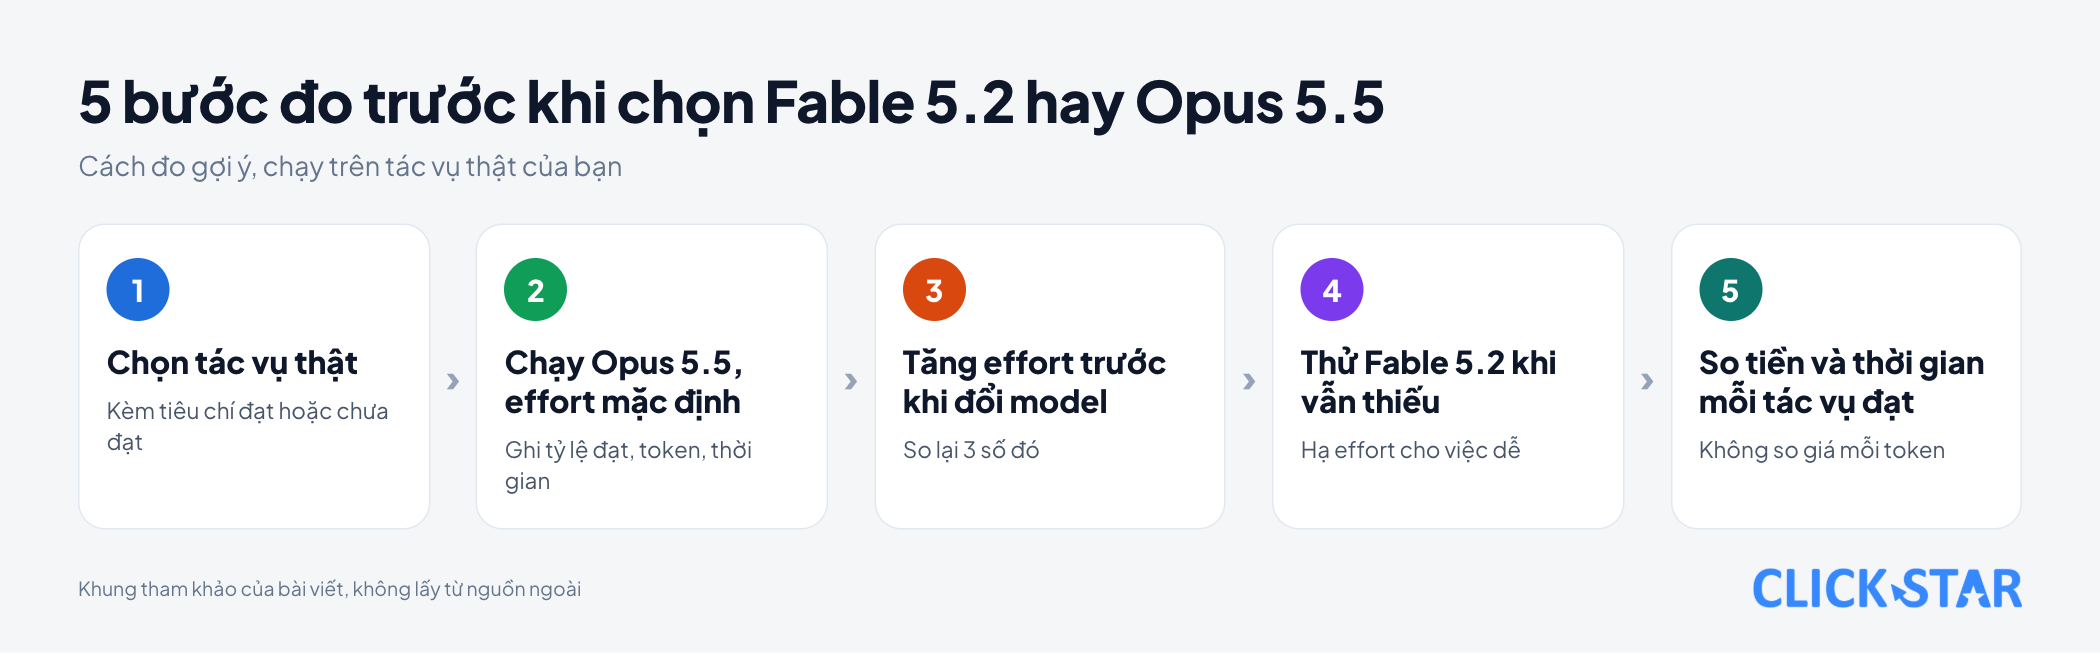 5 bước đo trước khi chọn Fable 5.2 hay Opus 5.5
Cách đo gợi ý, chạy trên tác vụ thật của bạn
1
Chọn tác vụ thật
Kèm tiêu chí đạt hoặc chưa
đạt
›
2
Chạy Opus 5.5,
effort mặc định
Ghi tỷ lệ đạt, token, thời
gian
›
3
Tăng effort trước
khi đổi model
So lại 3 số đó
›
4
Thử Fable 5.2 khi
vẫn thiếu
Hạ effort cho việc dễ
›
5
So tiền và thời gian
mỗi tác vụ đạt
Không so giá mỗi token
Khung tham khảo của bài viết, không lấy từ nguồn ngoài
CLICK STAR